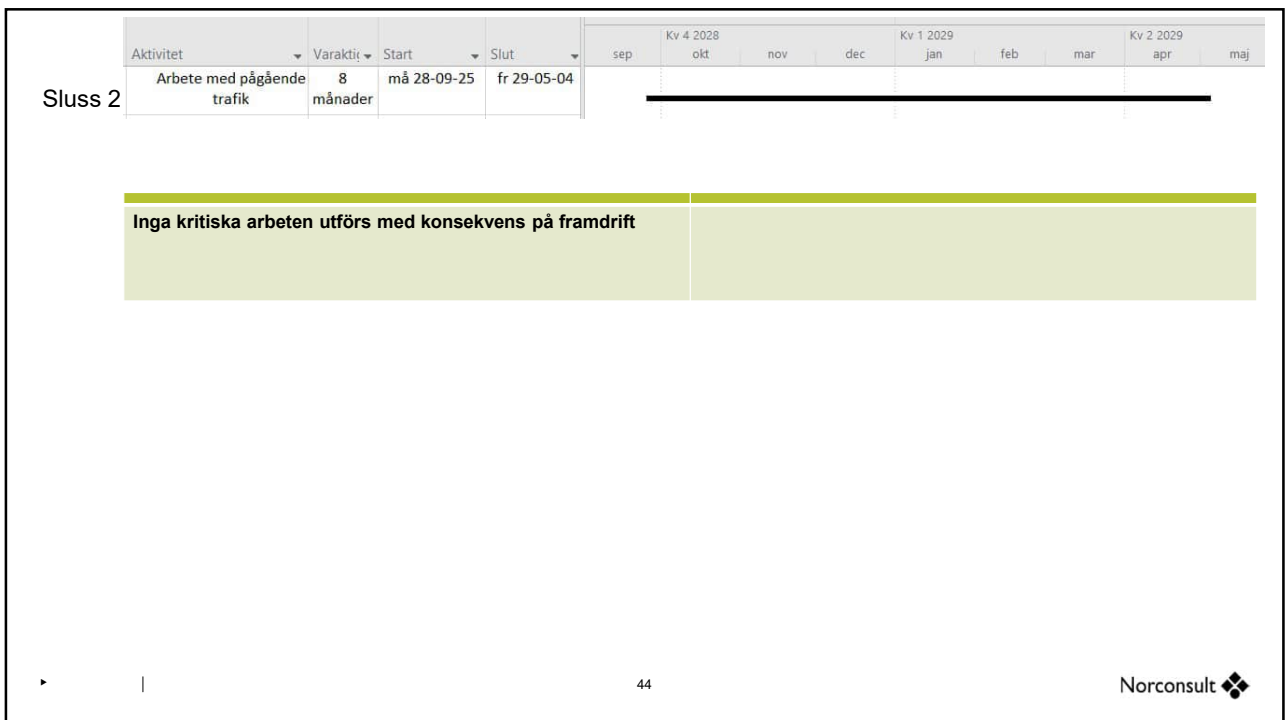 Kv 4 2028 Kv 1 2029 Kv 2 2029
Aktivitet Varaktig Start Slut sep okt nov dec jan feb mar apr maj
Sluss 2
Arbete med pågående 8 må 28-09-25 fr 29-05-04
trafik månader
Inga kritiska arbeten utförs med konsekvens på framdrift
44
Norconsult